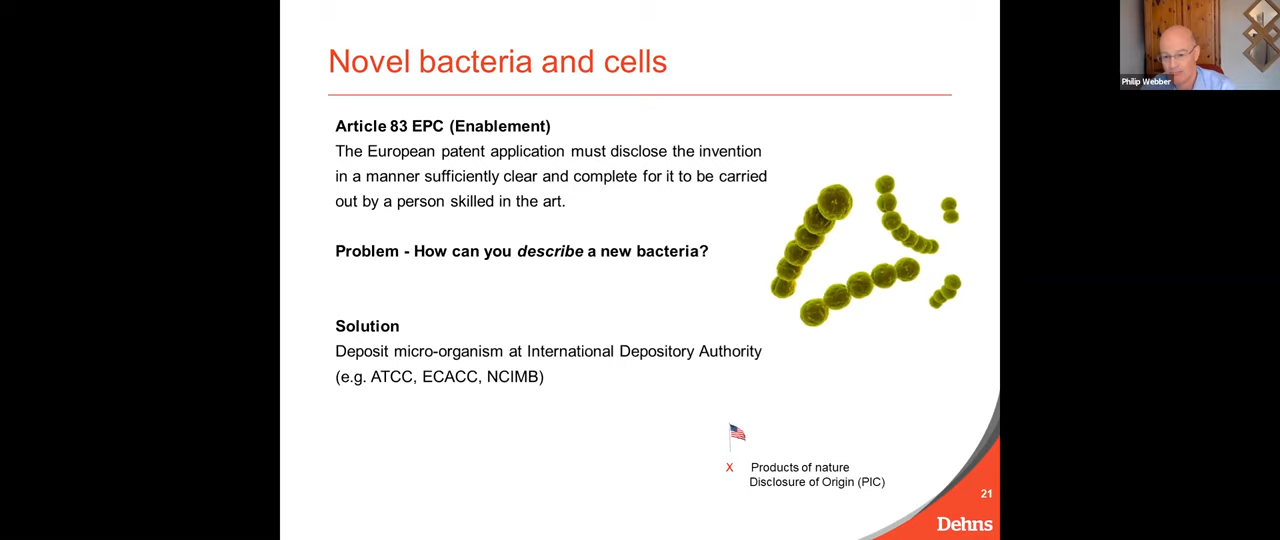 Novel bacteria and cells
Philip Webber
Article 83 EPC (Enablement)
The European patent application must disclose the invention
in a manner sufficiently clear and complete for it to be carried
out by a person skilled in the art.
Problem - How can you describe a new bacteria?
Solution
Deposit micro-organism at International Depository Authority
(e.g. ATCC, ECACC, NCIMB)
X Products of nature
Disclosure of Origin (PIC)
21
Dehns